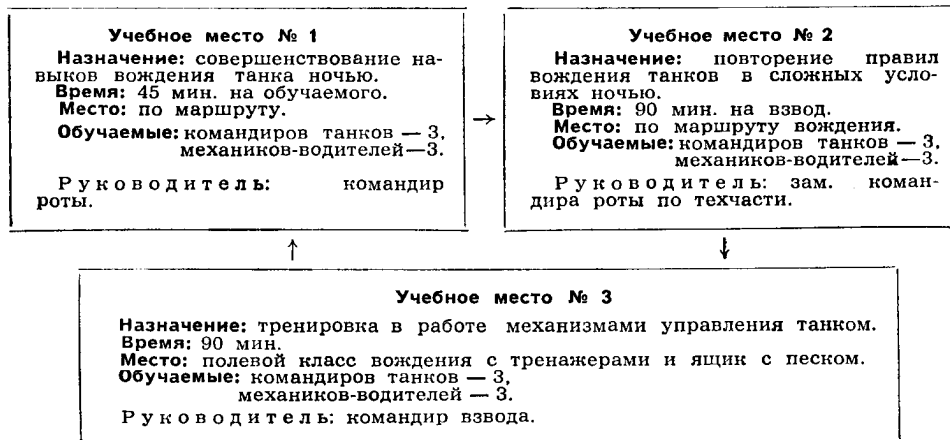 Учебное место № 1
Назначение: совершенствование на-
выков вождения танка ночью.
Время: 45 мин. на обучаемого.
Место: по маршруту.
Обучаемые: командиров танков — 3,
механиков-водителей—3.
Руководитель: командир
роты.
→
Учебное место № 2
Назначение: повторение правил
вождения танков в сложных усло-
виях ночью.
Время: 90 мин. на взвод.
Место: по маршруту вождения.
Обучаемые: командиров танков — 3,
механиков-водителей—3.
Руководитель: зам. коман-
дира роты по техчасти.
↑ ↓
Учебное место № 3
Назначение: тренировка в работе механизмами управления танком.
Время: 90 мин.
Место: полевой класс вождения с тренажерами и ящик с песком.
Обучаемые: командиров танков — 3,
механиков-водителей — 3.
Руководитель: командир взвода.